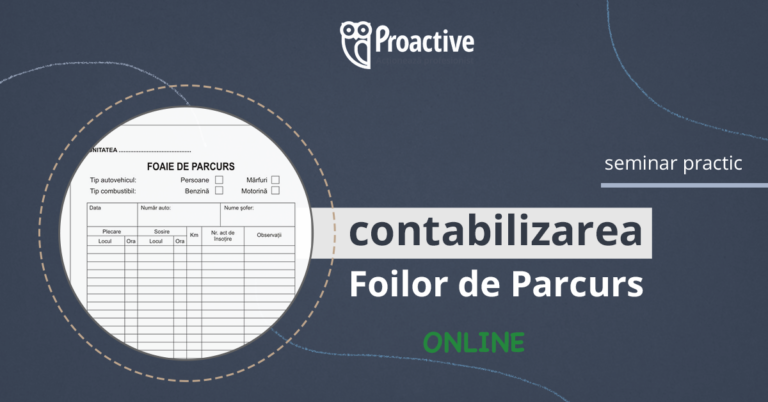 Proactive
seminar practic
contabilizarea
Foilor de Parcurs
ONLINE
NITATEA
FOAIE DE PARCURS
Tip autovehicul: Persoane Mărfuri
Tip combustibil: Benzină Motorină
Data Număr auto: Nume șofer:
Plecare Sosire Km Nr. act de însoțire Observații
Locul Ora Locul Ora